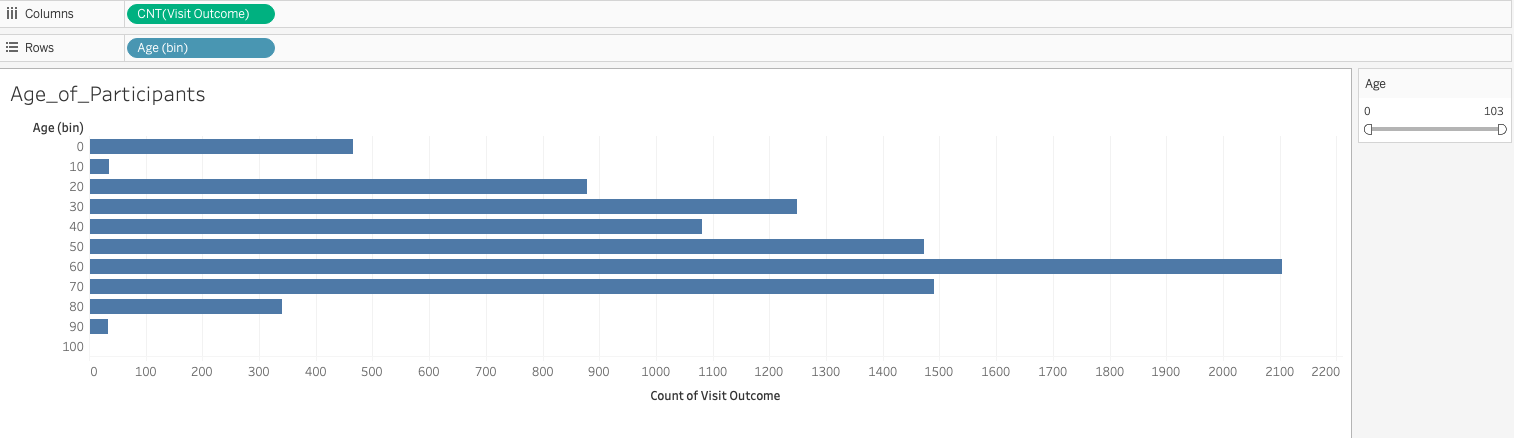 Columns CNT(Visit Outcome)
Rows Age (bin)
Age_of_Participants
Age (bin)
0
10
20
30
40
50
60
70
80
90
100
0 100 200 300 400 500 600 700 800 900 1000 1100 1200 1300 1400 1500 1600 1700 1800 1900 2000 2100 2200
Count of Visit Outcome
Age
0 103